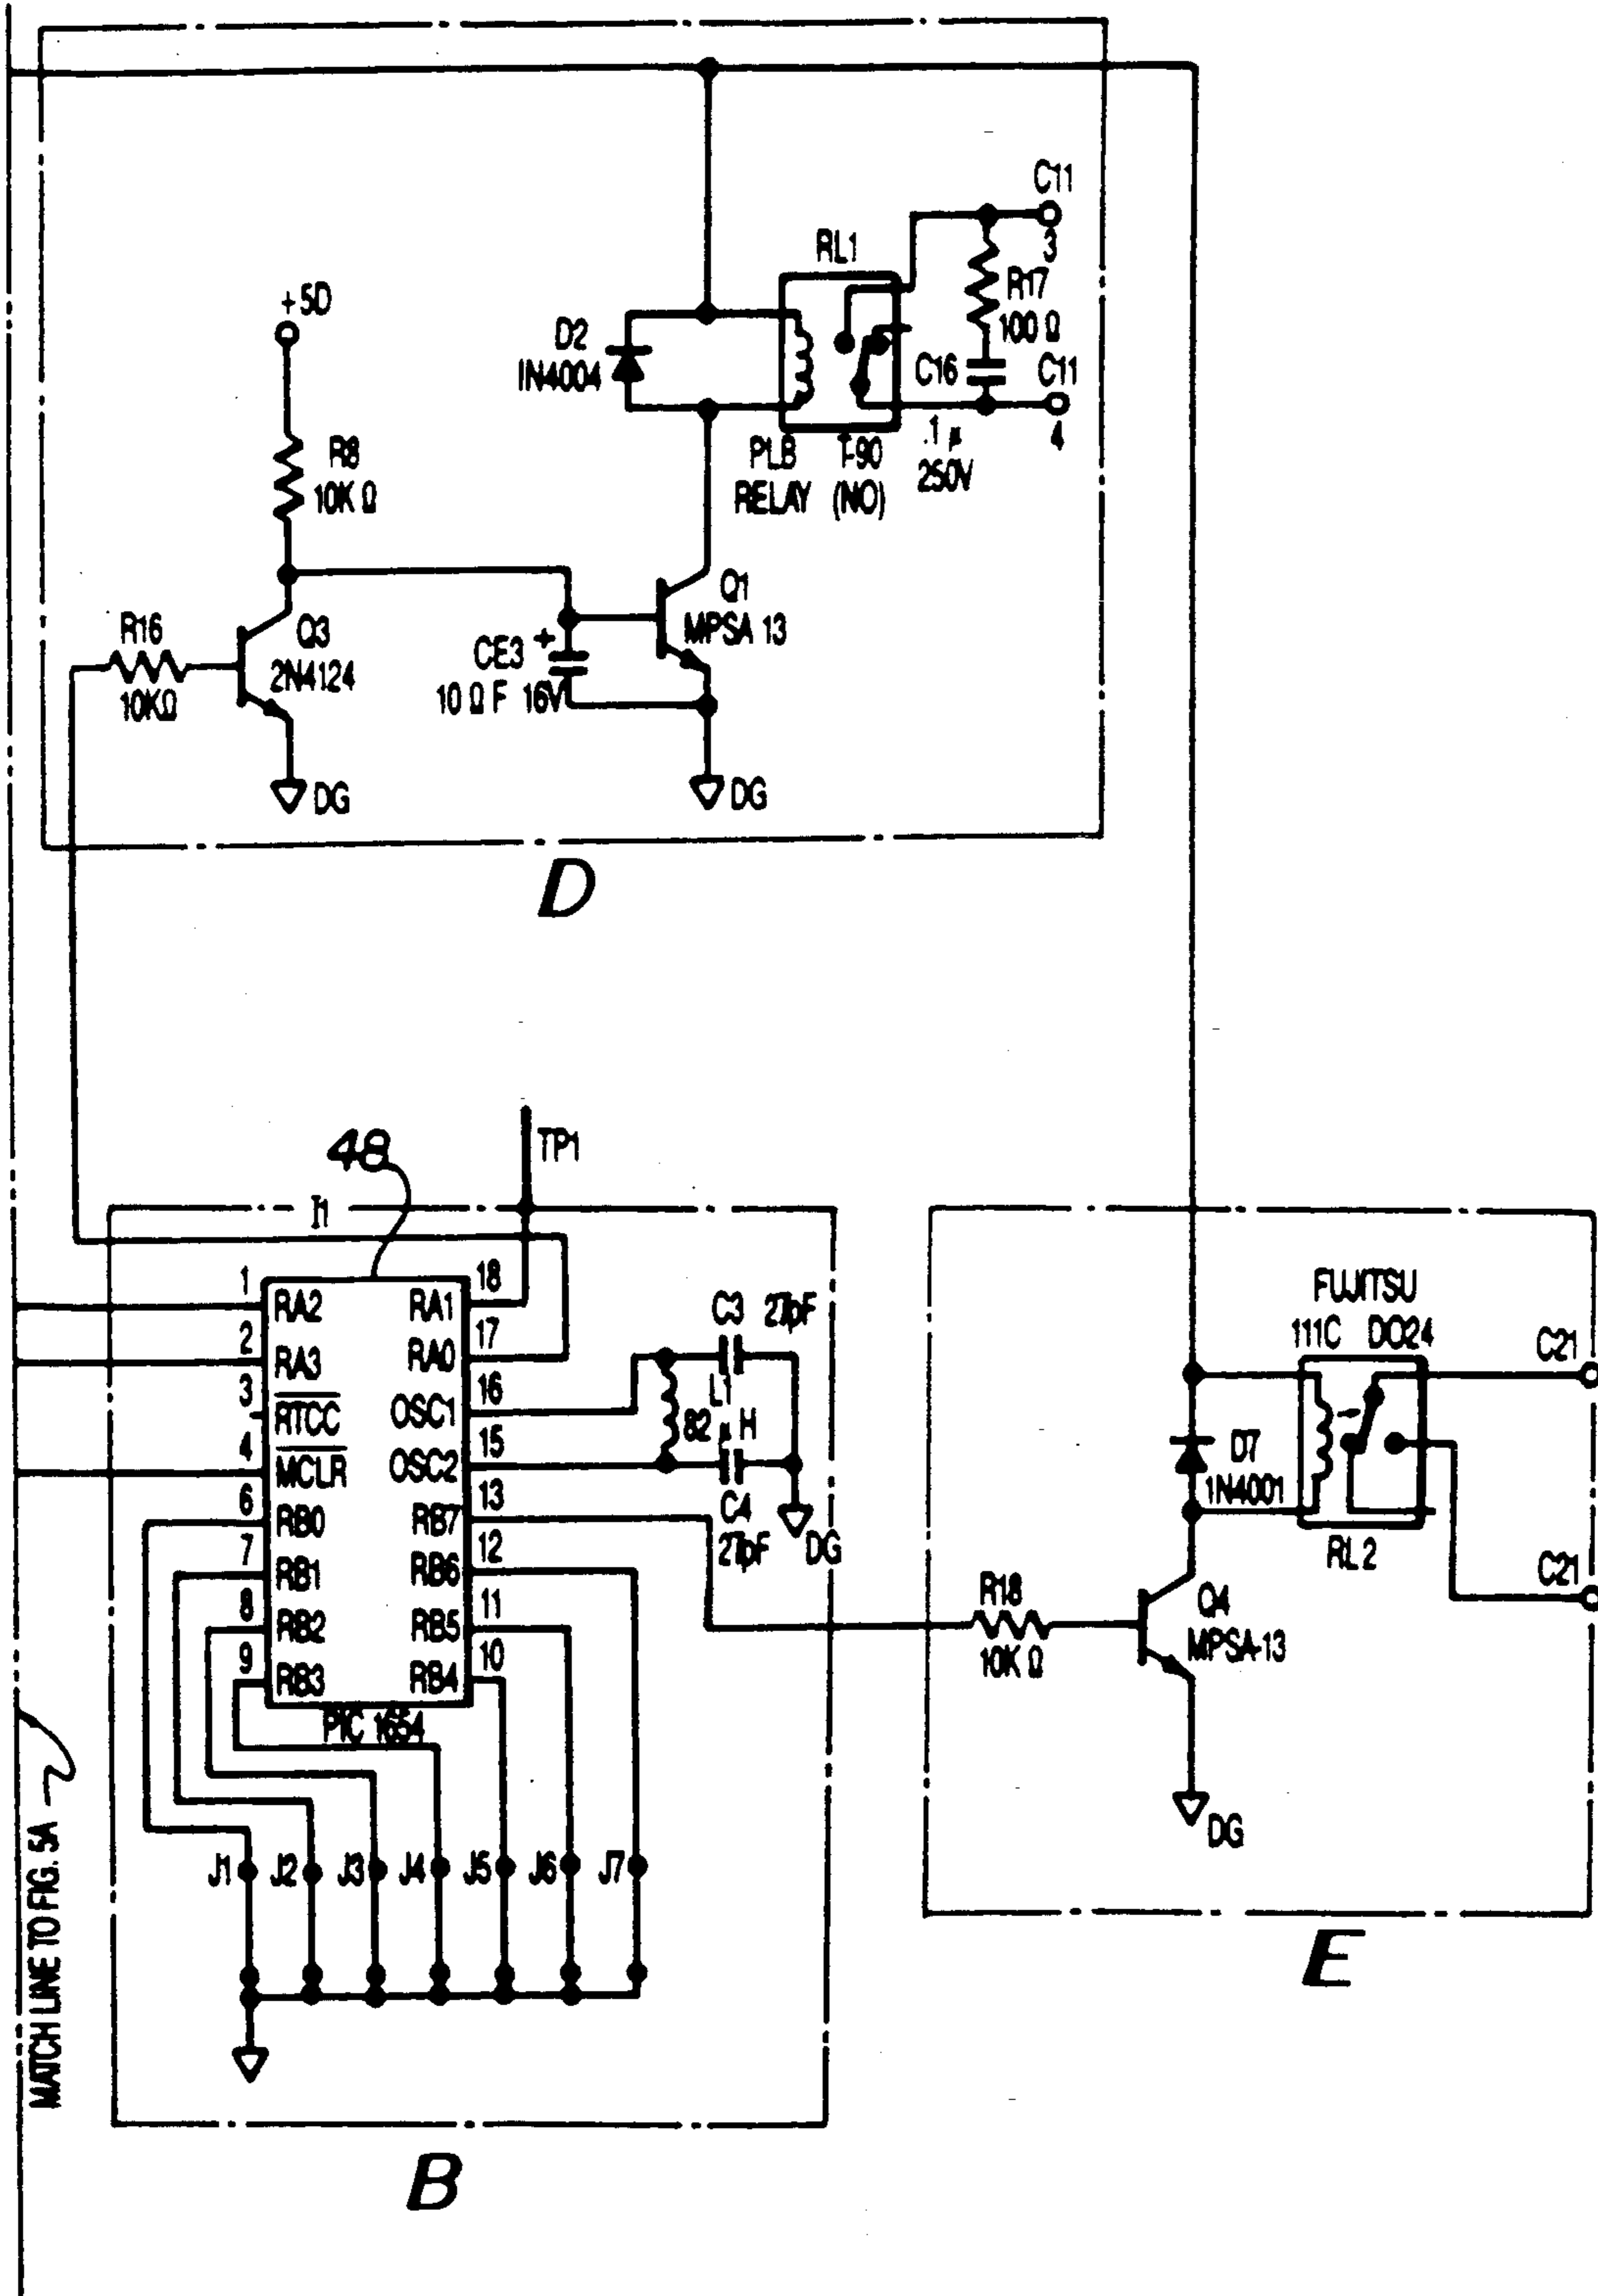 C11
3
RL1
R17
100 Ω
+5D
D2
IN4004
C16
C11
4
R8
10K Ω
PLB T-90
RELAY (NO)
.1 µ
250V
R16
10KΩ
Q3
2N4124
CE3 +
10 Ω F 16V
Q1
MPSA 13
DG
DG
D
48
TP1
I1
1 RA2
2 RA3
3 RTCC
4 MCLR
6 RB0
7 RB1
8 RB2
9 RB3
18 RA1
17 RA0
16 OSC1
15 OSC2
13 RB7
12 RB6
11 RB5
10 RB4
PIC 1654
C3 27pF
L1
82 µ H
C4
27pF
DG
J1 J2 J3 J4 J5 J6 J7
B
FUJITSU
111C DO24
C21
D7
1N4001
RL2
C21
R18
10K Ω
Q4
MPSA-13
DG
E
MATCH LINE TO FIG. 5A